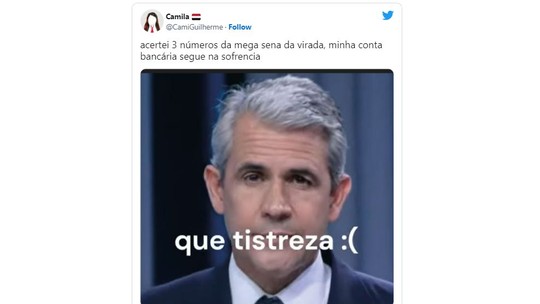 Camila
@CamiGuilherme · Follow
acertei 3 números da mega sena da virada, minha conta
bancária segue na sofrencia
que tistreza :(